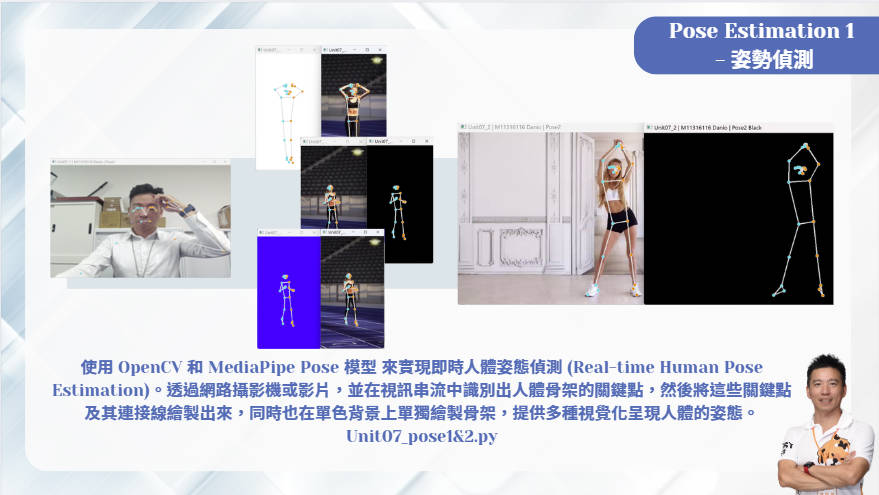 Pose Estimation 1
- 姿勢偵測
Unit07_...
Unit07_...
Unit07_...
Unit07_...
Unit07_2 | M11316116 Danio | Pose2
Unit07_2 | M11316116 Danio | Pose2 Black
Unit07_...
Unit07_...
使用 OpenCV 和 MediaPipe Pose 模型 來實現即時人體姿態偵測 (Real-time Human Pose
Estimation)。透過網路攝影機或影片，並在視訊串流中識別出人體骨架的關鍵點，然後將這些關鍵點
及其連接線繪製出來，同時也在單色背景上單獨繪製骨架，提供多種視覺化呈現人體的姿態。
Unit07_pose1&2.py